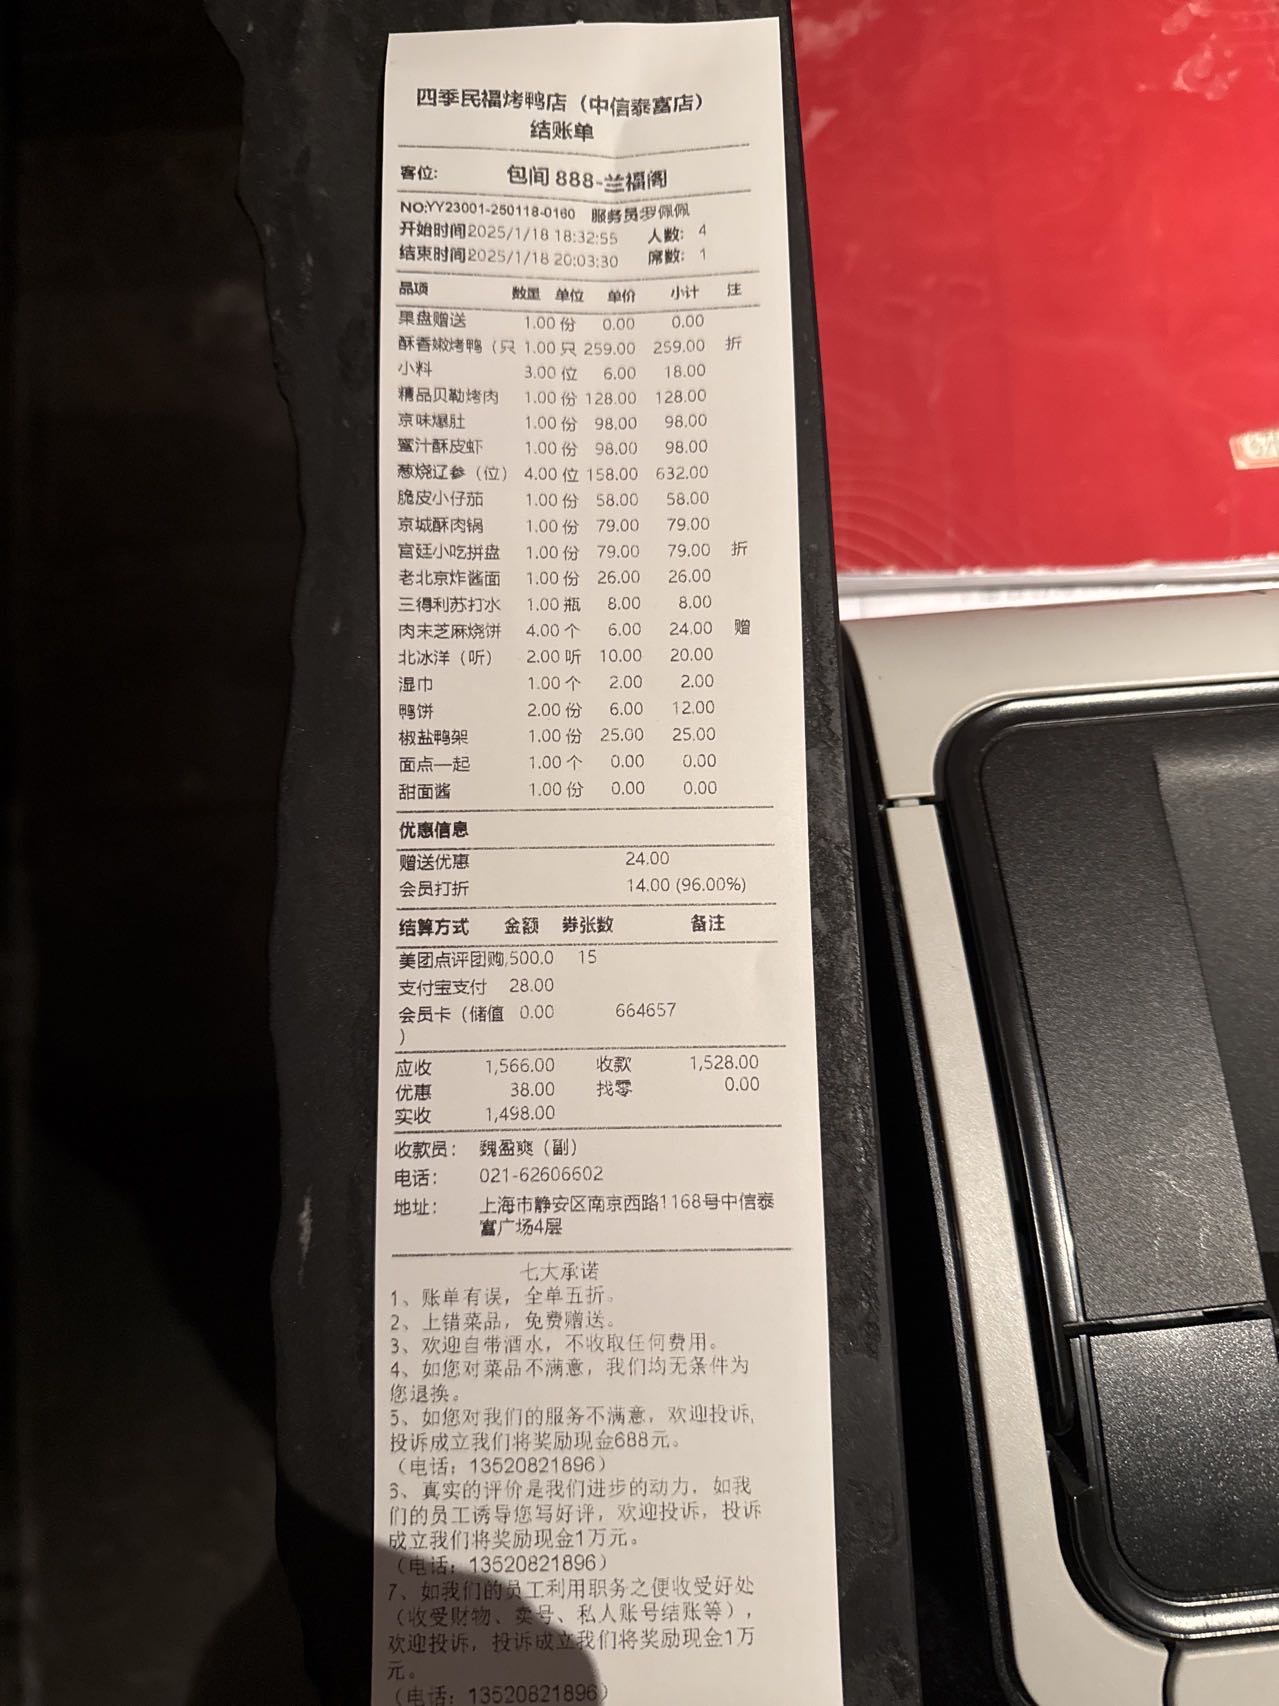 四季民福烤鸭店（中信泰富店）
结账单
客位: 包间 888-兰福阁
NO:YY23001-250118-0160 服务员罗佩佩
开始时间2025/1/18 18:32:55 人数: 4
结束时间2025/1/18 20:03:30 席数: 1
品项 数量 单位 单价 小计 注
果盘赠送 1.00 份 0.00 0.00
酥香嫩烤鸭（只 1.00 只 259.00 259.00 折
小料 3.00 位 6.00 18.00
精品贝勒烤肉 1.00 份 128.00 128.00
京味爆肚 1.00 份 98.00 98.00
蜜汁酥皮虾 1.00 份 98.00 98.00
葱烧辽参（位） 4.00 位 158.00 632.00
脆皮小仔茄 1.00 份 58.00 58.00
京城酥肉锅 1.00 份 79.00 79.00
宫廷小吃拼盘 1.00 份 79.00 79.00 折
老北京炸酱面 1.00 份 26.00 26.00
三得利苏打水 1.00 瓶 8.00 8.00
肉末芝麻烧饼 4.00 个 6.00 24.00 赠
北冰洋（听） 2.00 听 10.00 20.00
湿巾 1.00 个 2.00 2.00
鸭饼 2.00 份 6.00 12.00
椒盐鸭架 1.00 份 25.00 25.00
面点一起 1.00 个 0.00 0.00
甜面酱 1.00 份 0.00 0.00
优惠信息
赠送优惠 24.00
会员打折 14.00 (96.00%)
结算方式 金额 券张数 备注
美团点评团购,500.0 15
支付宝支付 28.00
会员卡（储值 0.00 664657
）
应收 1,566.00 收款 1,528.00
优惠 38.00 找零 0.00
实收 1,498.00
收款员: 魏盈爽（副）
电话: 021-62606602
地址: 上海市静安区南京西路1168号中信泰
富广场4层
七大承诺
1、账单有误，全单五折。
2、上错菜品，免费赠送。
3、欢迎自带酒水，不收取任何费用。
4、如您对菜品不满意，我们均无条件为
您退换。
5、如您对我们的服务不满意，欢迎投诉,
投诉成立我们将奖励现金688元。
（电话：13520821896）
6、真实的评价是我们进步的动力，如我
们的员工诱导您写好评，欢迎投诉，投诉
成立我们将奖励现金1万元。
（电话：13520821896）
7、如我们的员工利用职务之便收受好处
（收受财物、卖号、私人账号结账等），
欢迎投诉，投诉成立我们将奖励现金1万
元。
（电话：13520821896）